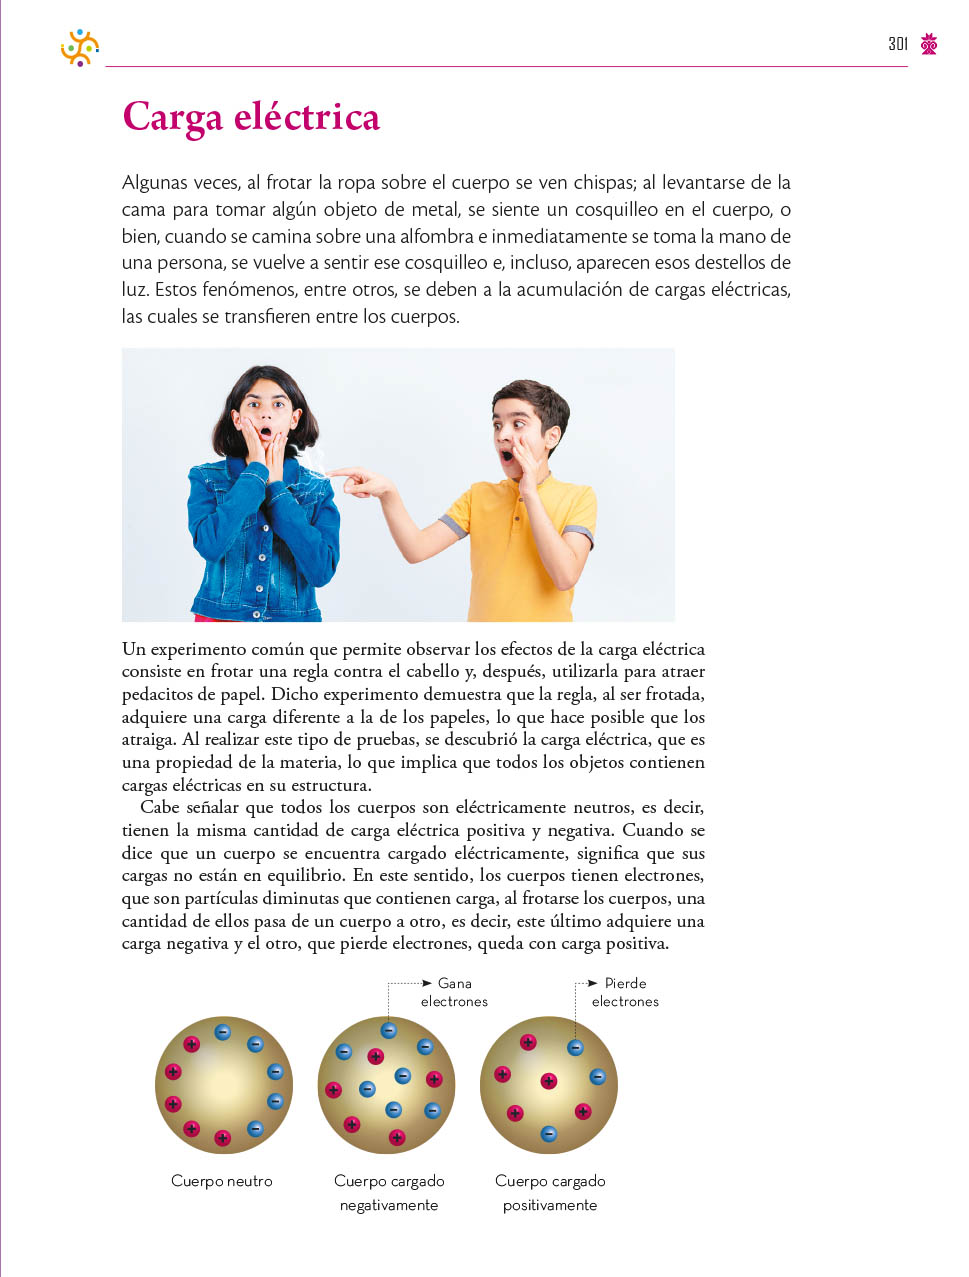 301
Carga eléctrica
Algunas veces, al frotar la ropa sobre el cuerpo se ven chispas; al levantarse de la
cama para tomar algún objeto de metal, se siente un cosquilleo en el cuerpo, o
bien, cuando se camina sobre una alfombra e inmediatamente se toma la mano de
una persona, se vuelve a sentir ese cosquilleo e, incluso, aparecen esos destellos de
luz. Estos fenómenos, entre otros, se deben a la acumulación de cargas eléctricas,
las cuales se transfieren entre los cuerpos.
Un experimento común que permite observar los efectos de la carga eléctrica
consiste en frotar una regla contra el cabello y, después, utilizarla para atraer
pedacitos de papel. Dicho experimento demuestra que la regla, al ser frotada,
adquiere una carga diferente a la de los papeles, lo que hace posible que los
atraiga. Al realizar este tipo de pruebas, se descubrió la carga eléctrica, que es
una propiedad de la materia, lo que implica que todos los objetos contienen
cargas eléctricas en su estructura.
Cabe señalar que todos los cuerpos son eléctricamente neutros, es decir,
tienen la misma cantidad de carga eléctrica positiva y negativa. Cuando se
dice que un cuerpo se encuentra cargado eléctricamente, significa que sus
cargas no están en equilibrio. En este sentido, los cuerpos tienen electrones,
que son partículas diminutas que contienen carga, al frotarse los cuerpos, una
cantidad de ellos pasa de un cuerpo a otro, es decir, este último adquiere una
carga negativa y el otro, que pierde electrones, queda con carga positiva.
Gana
electrones
Pierde
electrones
Cuerpo neutro
Cuerpo cargado
negativamente
Cuerpo cargado
positivamente